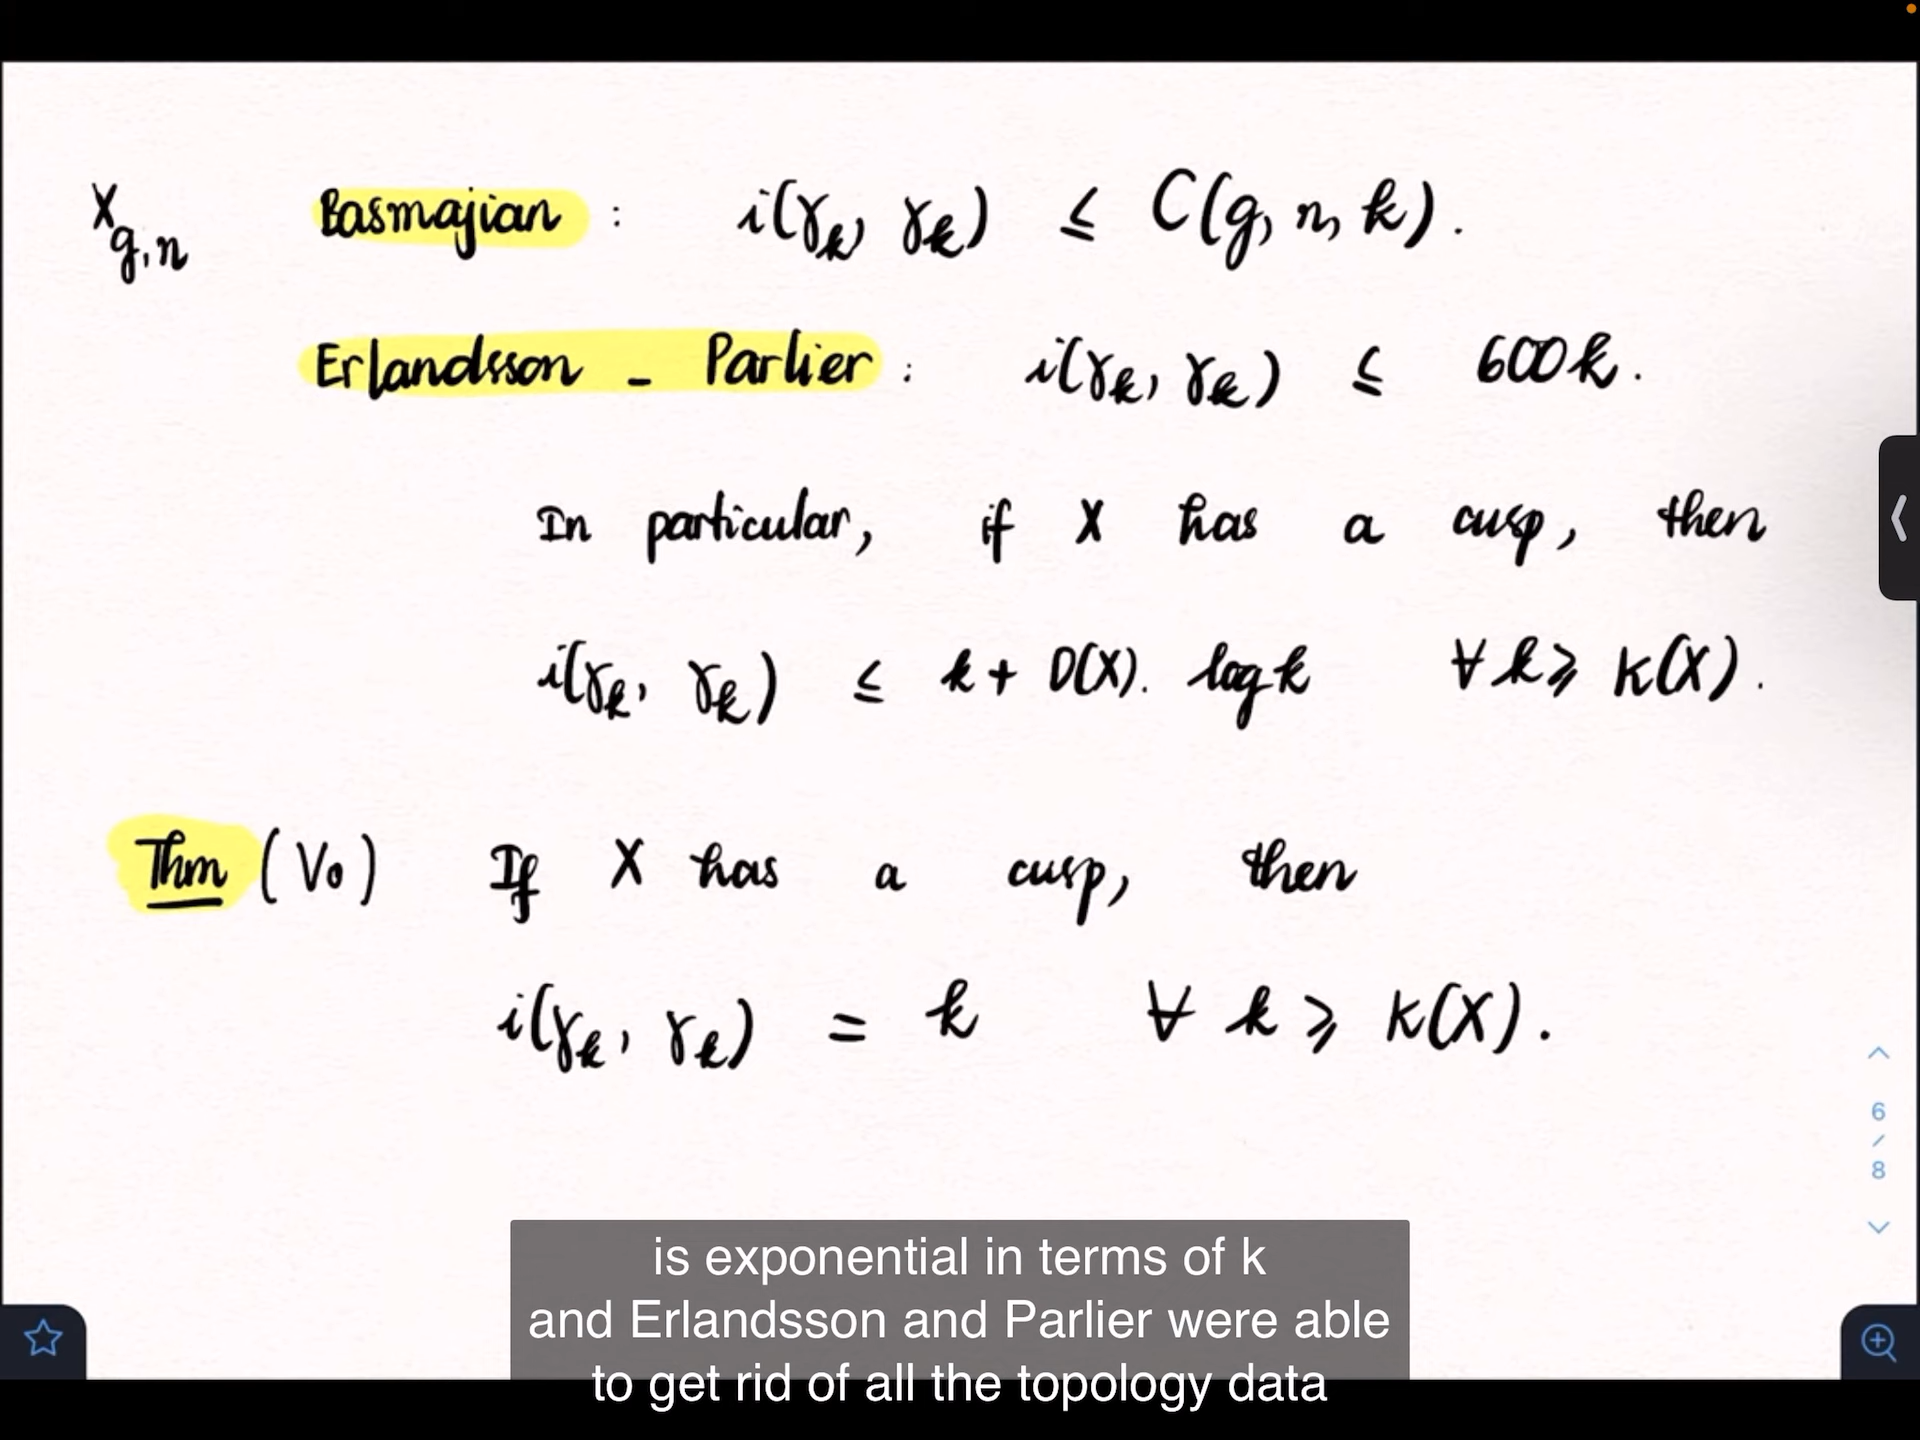 X_{g,n} Basmajian : i(γ_k, γ_k) ≤ C(g, n, k).
Erlandsson - Parlier : i(γ_k, γ_k) ≤ 600k.
In particular, if X has a cusp, then
i(γ_k, γ_k) ≤ k + D(X). log k ∀ k ≥ K(X).
Thm (Vo) If X has a cusp, then
i(γ_k, γ_k) = k ∀ k ≥ K(X).
6
/
8
is exponential in terms of k
and Erlandsson and Parlier were able
to get rid of all the topology data